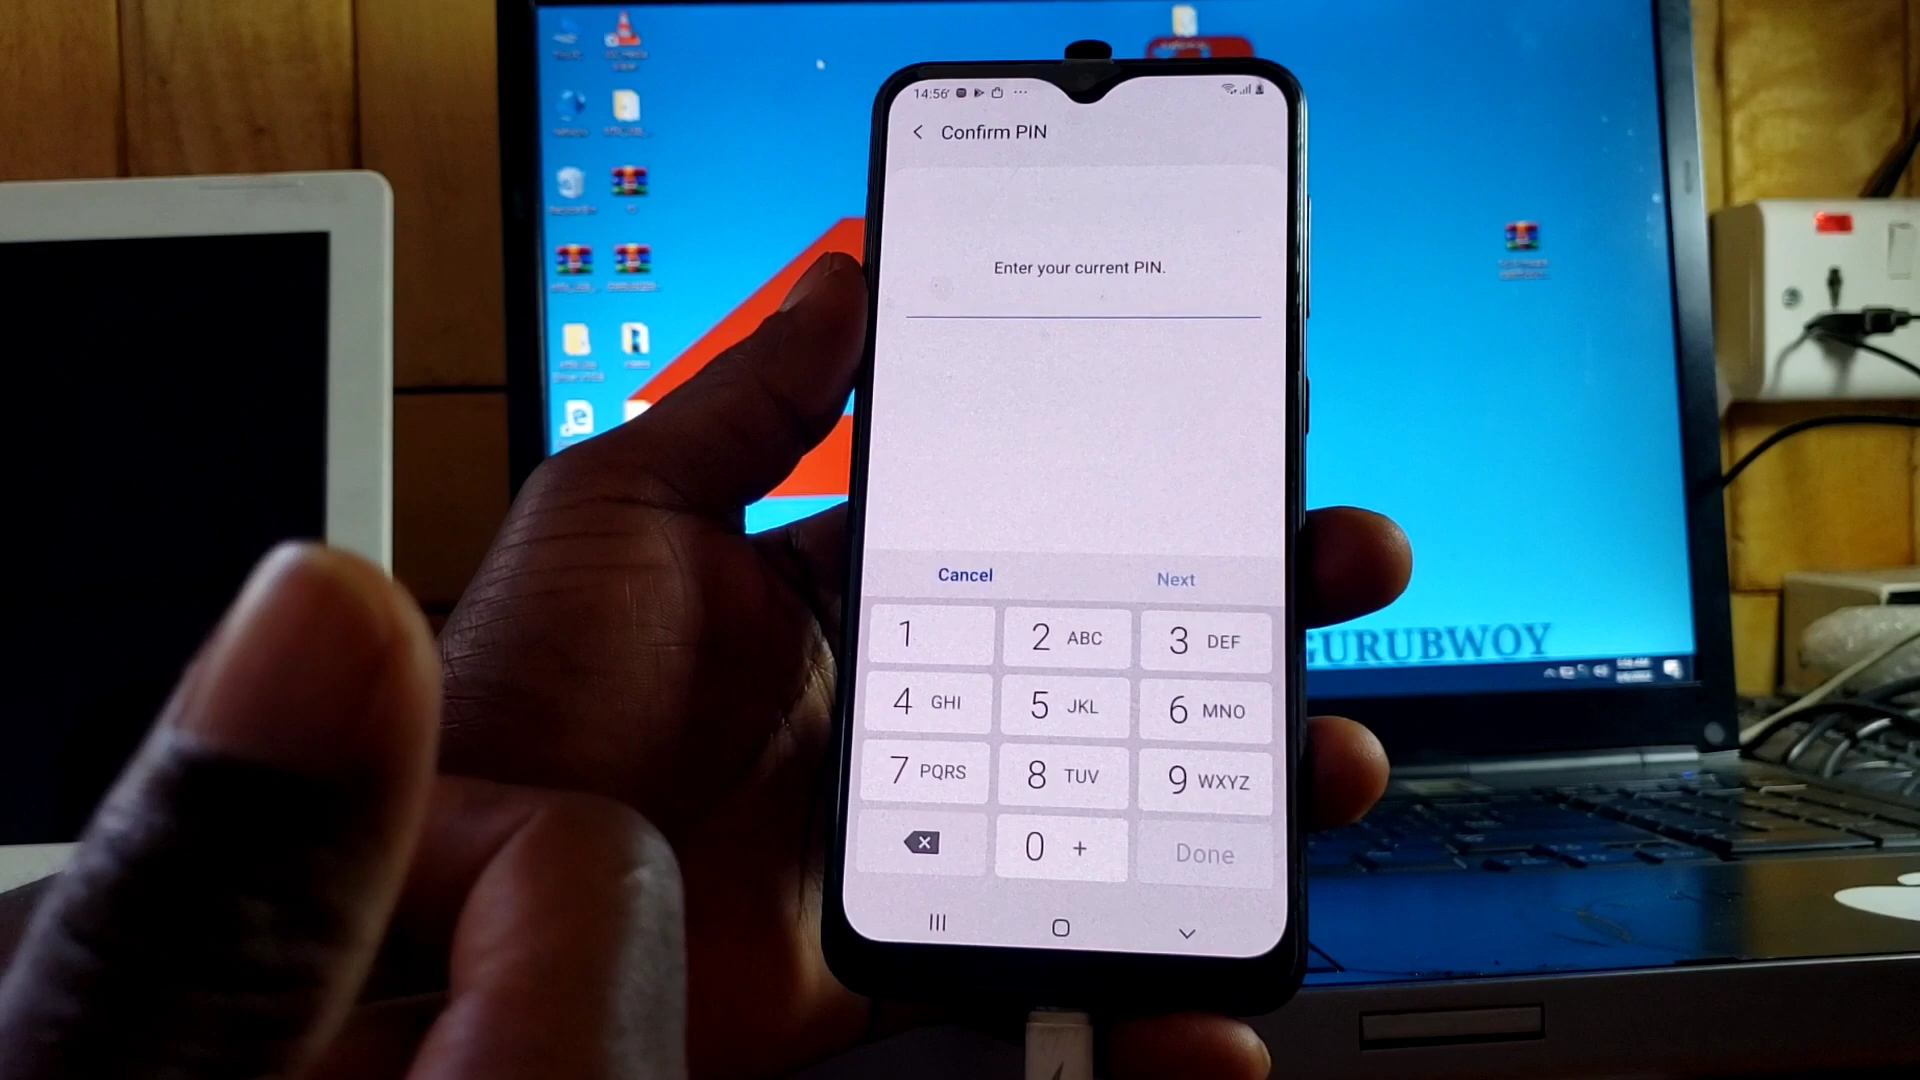 14:56
Confirm PIN
Enter your current PIN.
Cancel Next
1 2 ABC 3 DEF
4 GHI 5 JKL 6 MNO
7 PQRS 8 TUV 9 WXYZ
0 + Done
GURUBWOY